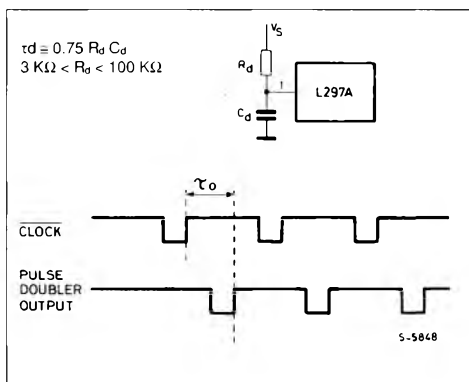 τd ≅ 0.75 Rd Cd
3 KΩ < Rd < 100 KΩ
VS
Rd
1
L297A
Cd
τo
CLOCK
PULSE
DOUBLER
OUTPUT
S-5848